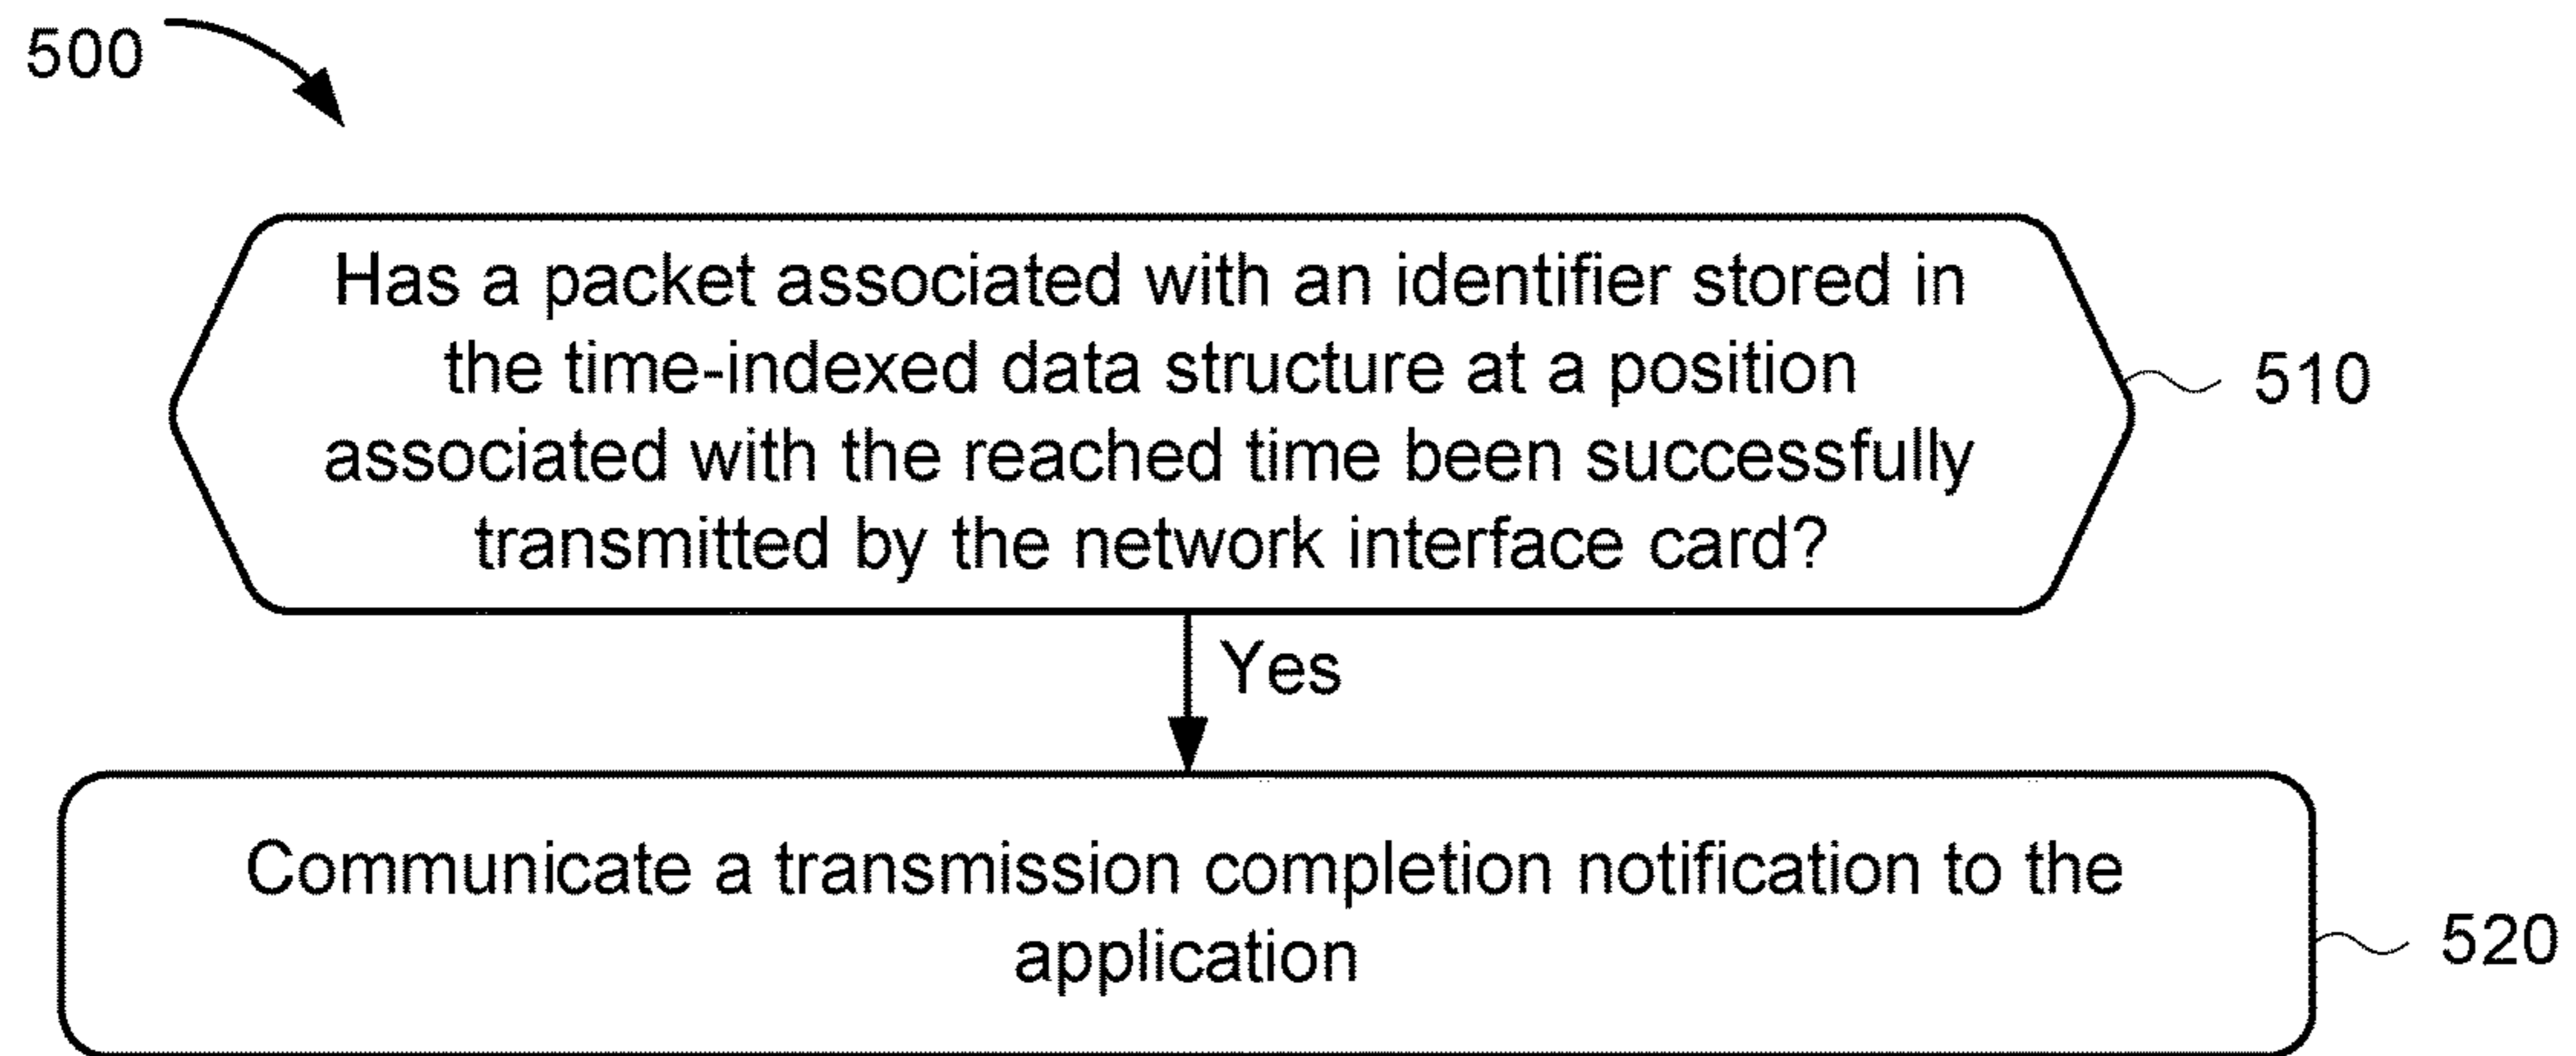 500
Has a packet associated with an identifier stored in
the time-indexed data structure at a position
associated with the reached time been successfully
transmitted by the network interface card?
510
Yes
Communicate a transmission completion notification to the
application
520